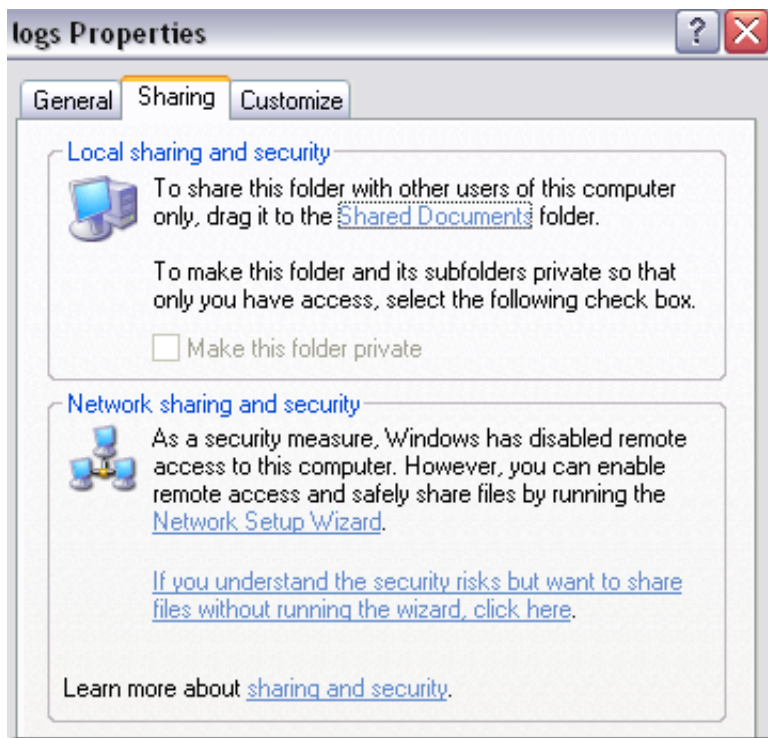 logs Properties
General Sharing Customize
Local sharing and security
To share this folder with other users of this computer
only, drag it to the Shared Documents folder.
To make this folder and its subfolders private so that
only you have access, select the following check box.
Make this folder private
Network sharing and security
As a security measure, Windows has disabled remote
access to this computer. However, you can enable
remote access and safely share files by running the
Network Setup Wizard.
If you understand the security risks but want to share
files without running the wizard, click here.
Learn more about sharing and security.